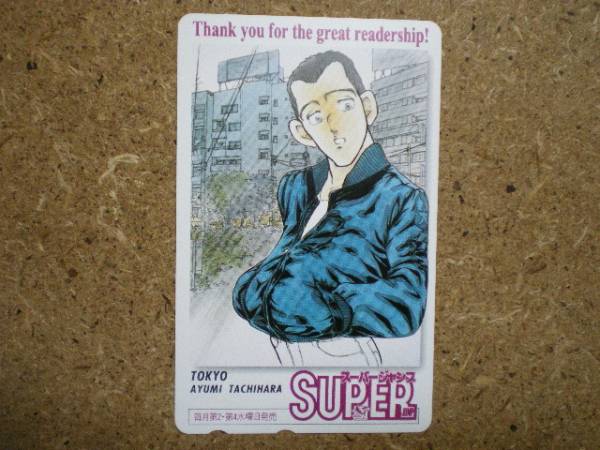 Thank you for the great readership!
TOKYO
AYUMI TACHIHARA
スーパージャンプ
SUPER
毎月第2・第4水曜日発売